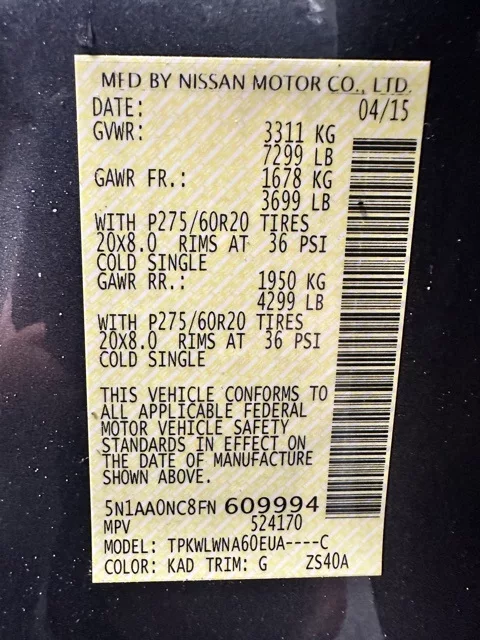 MFD BY NISSAN MOTOR CO., LTD.
DATE: 04/15
GVWR: 3311 KG
7299 LB
GAWR FR.: 1678 KG
3699 LB
WITH P275/60R20 TIRES
20X8.0 RIMS AT 36 PSI
COLD SINGLE
GAWR RR.: 1950 KG
4299 LB
WITH P275/60R20 TIRES
20X8.0 RIMS AT 36 PSI
COLD SINGLE
THIS VEHICLE CONFORMS TO
ALL APPLICABLE FEDERAL
MOTOR VEHICLE SAFETY
STANDARDS IN EFFECT ON
THE DATE OF MANUFACTURE
SHOWN ABOVE.
5N1AA0NC8FN 609994
MPV 524170
MODEL: TPKWLWNA60EUA----C
COLOR: KAD TRIM: G ZS40A